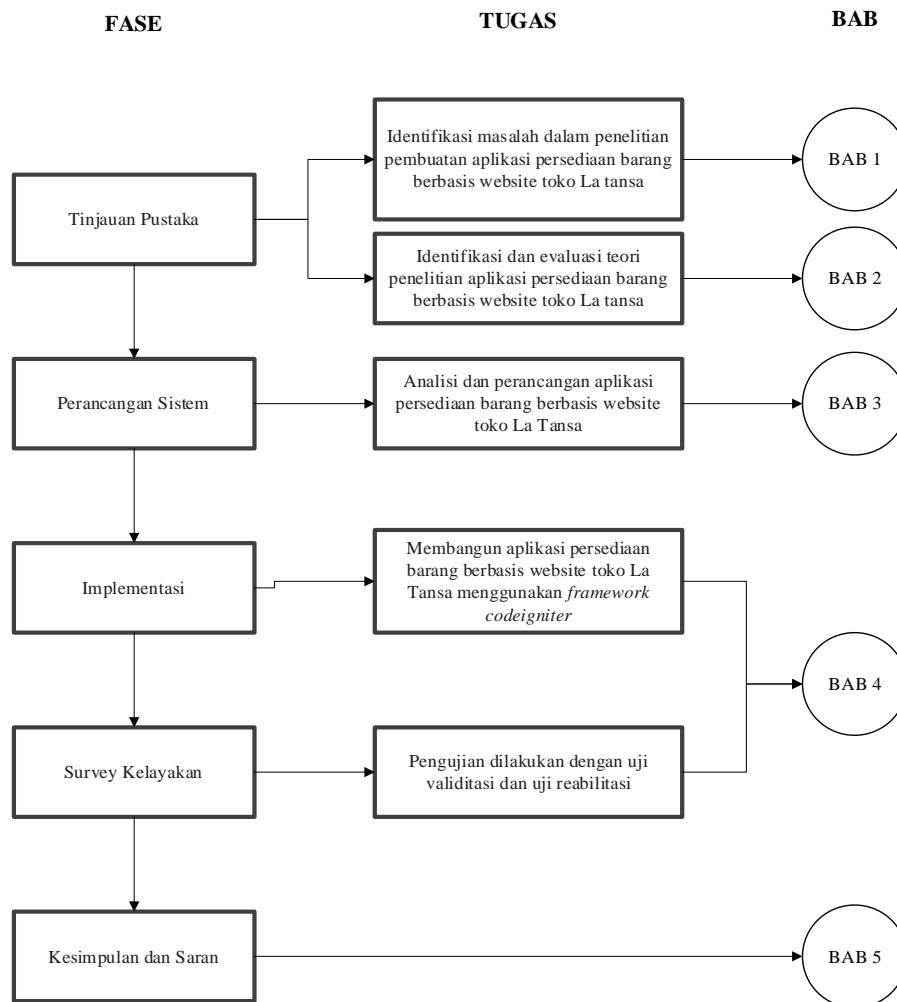 FASE
TUGAS
BAB
Identifikasi masalah dalam penelitian
pembuatan aplikasi persediaan barang
berbasis website toko La tansa
BAB 1
Tinjauan Pustaka
Identifikasi dan evaluasi teori
penelitian aplikasi persediaan barang
berbasis website toko La tansa
BAB 2
Perancangan Sistem
Analisi dan perancangan aplikasi
persediaan barang berbasis website
toko La Tansa
BAB 3
Implementasi
Membangun aplikasi persediaan
barang berbasis website toko La
Tansa menggunakan framework
codeigniter
BAB 4
Survey Kelayakan
Pengujian dilakukan dengan uji
validitasi dan uji reabilitasi
Kesimpulan dan Saran
BAB 5